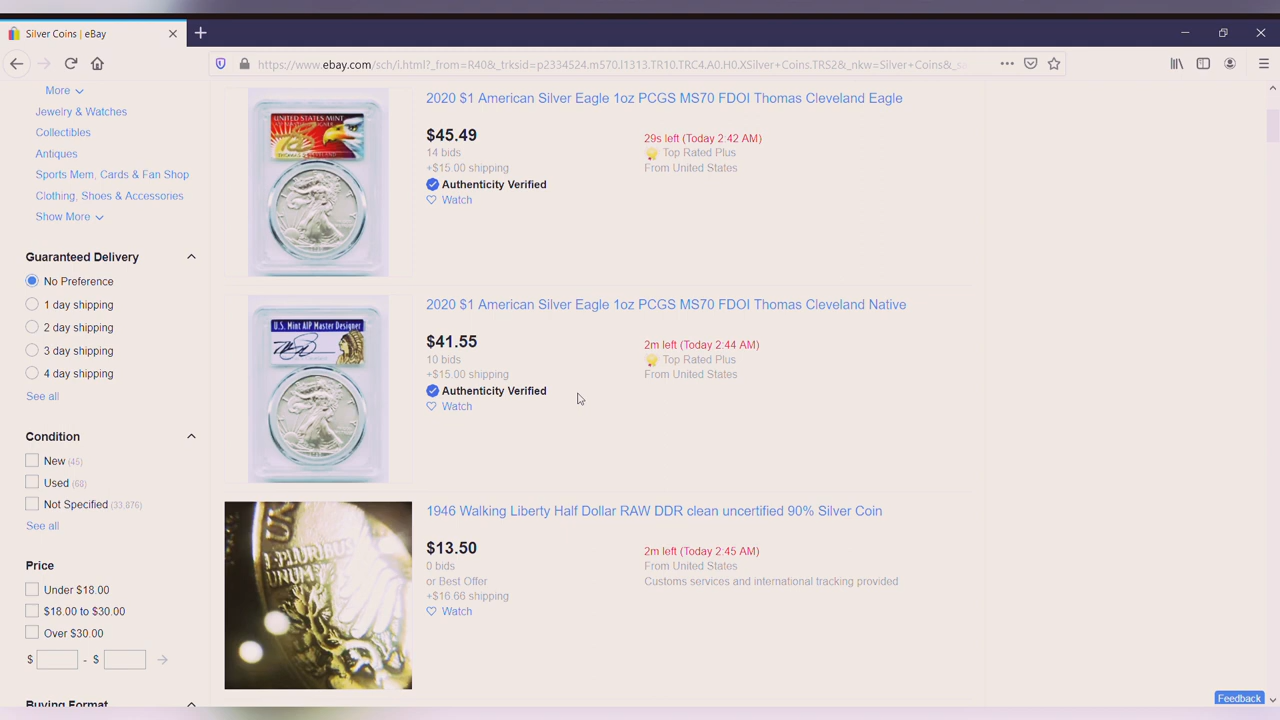 Silver Coins | eBay
https://www.ebay.com/sch/i.html?_from=R40&_trksid=p2334524.m570.l1313.TR10.TRC4.A0.H0.XSilver+Coins.TRS2&_nkw=Silver+Coins&_s
More
Jewelry & Watches
Collectibles
Antiques
Sports Mem, Cards & Fan Shop
Clothing, Shoes & Accessories
Show More
Guaranteed Delivery
No Preference
1 day shipping
2 day shipping
3 day shipping
4 day shipping
See all
Condition
New (45)
Used (68)
Not Specified (33,876)
See all
Price
Under $18.00
$18.00 to $30.00
Over $30.00
$ - $
Buying Format
2020 $1 American Silver Eagle 1oz PCGS MS70 FDOI Thomas Cleveland Eagle
UNITED STATES MINT
$45.49
14 bids
+$15.00 shipping
Authenticity Verified
Watch
29s left (Today 2:42 AM)
Top Rated Plus
From United States
2020 $1 American Silver Eagle 1oz PCGS MS70 FDOI Thomas Cleveland Native
U.S. Mint AIP Master Designer
$41.55
10 bids
+$15.00 shipping
Authenticity Verified
Watch
2m left (Today 2:44 AM)
Top Rated Plus
From United States
1946 Walking Liberty Half Dollar RAW DDR clean uncertified 90% Silver Coin
PLURIBUS
UNUM
$13.50
0 bids
or Best Offer
+$16.66 shipping
Watch
2m left (Today 2:45 AM)
From United States
Customs services and international tracking provided
Feedback